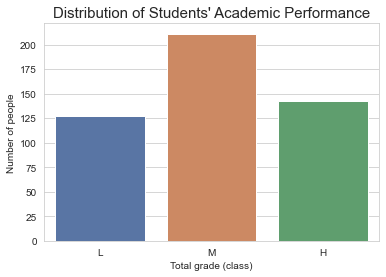 Distribution of Students' Academic Performance
200
175
150
125
100
75
50
25
0
Number of people
L M H
Total grade (class)